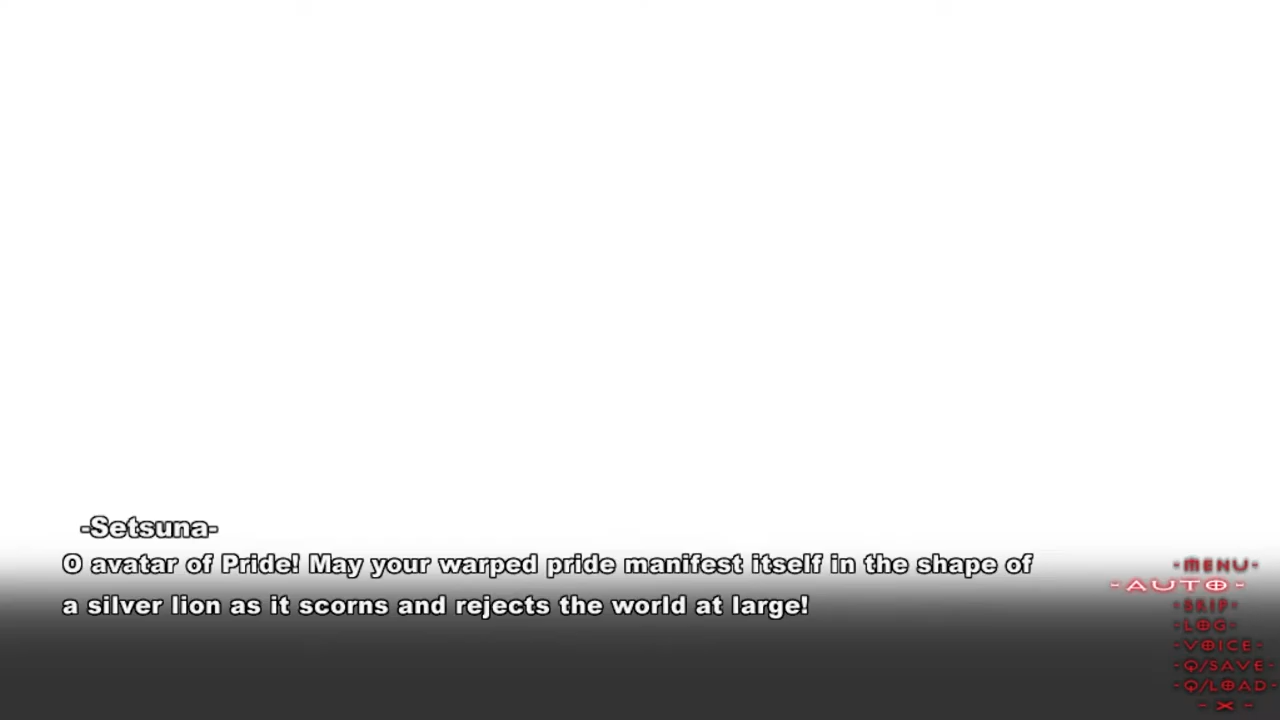 -Setsuna-
O avatar of Pride! May your warped pride manifest itself in the shape of
a silver lion as it scorns and rejects the world at large!
-MENU-
-AUTO-
-SKIP-
-LOG-
-VOICE-
-Q/SAVE-
-Q/LOAD-
-X-